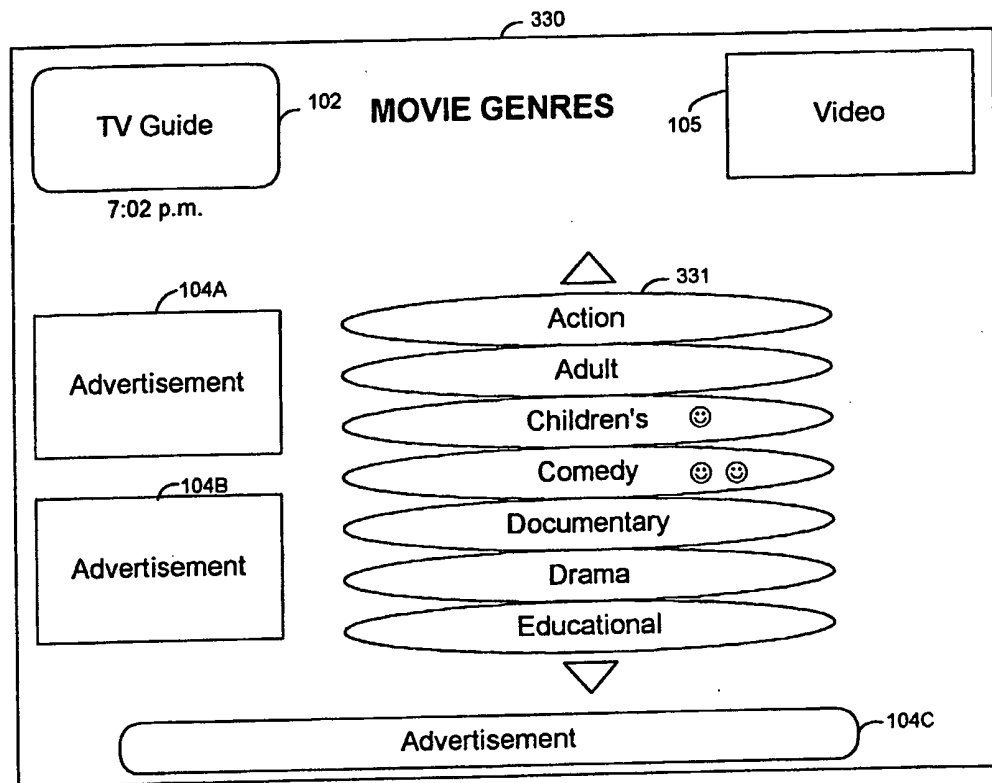 330
TV Guide
102
MOVIE GENRES
105
Video
7:02 p.m.
331
104A
Advertisement
Action
Adult
Children's ☺
Comedy ☺ ☺
104B
Advertisement
Documentary
Drama
Educational
Advertisement
104C